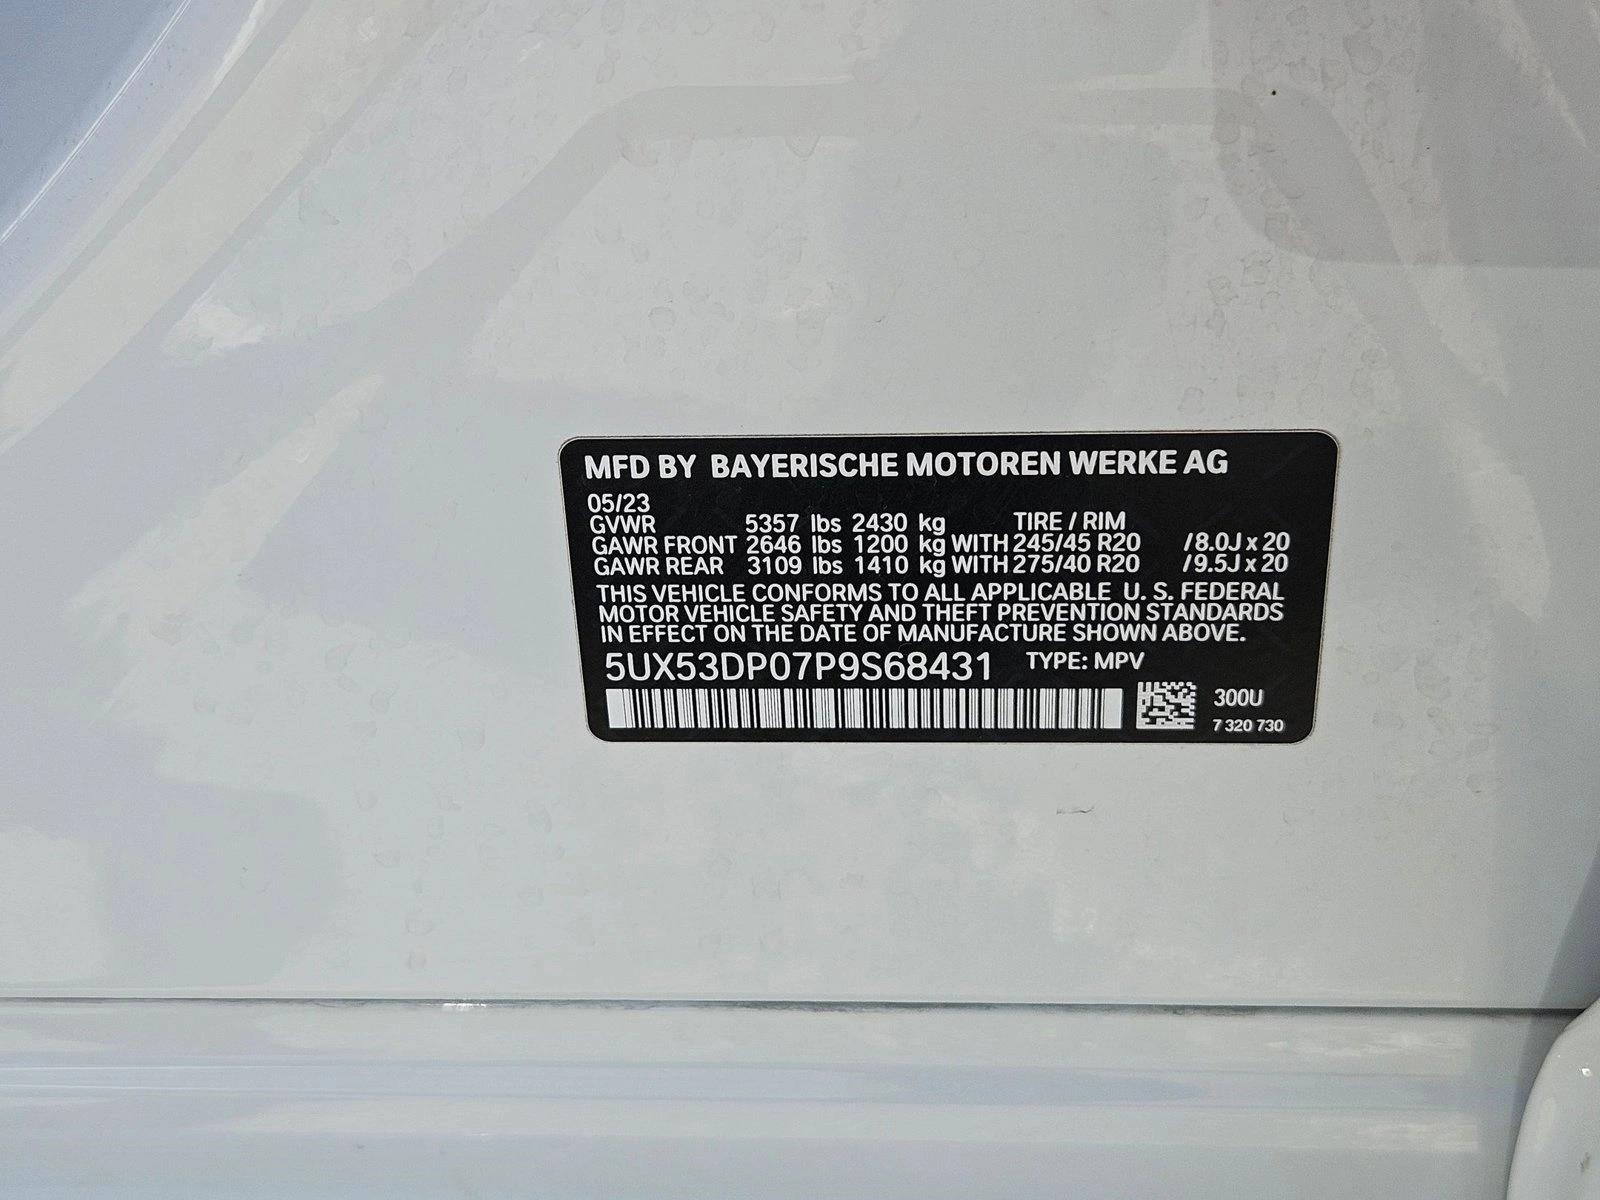 MFD BY BAYERISCHE MOTOREN WERKE AG
05/23
GVWR 5357 lbs 2430 kg TIRE / RIM
GAWR FRONT 2646 lbs 1200 kg WITH 245/45 R20 /8.0J x 20
GAWR REAR 3109 lbs 1410 kg WITH 275/40 R20 /9.5J x 20
THIS VEHICLE CONFORMS TO ALL APPLICABLE U. S. FEDERAL
MOTOR VEHICLE SAFETY AND THEFT PREVENTION STANDARDS
IN EFFECT ON THE DATE OF MANUFACTURE SHOWN ABOVE.
5UX53DP07P9S68431 TYPE: MPV
300U
7 320 730